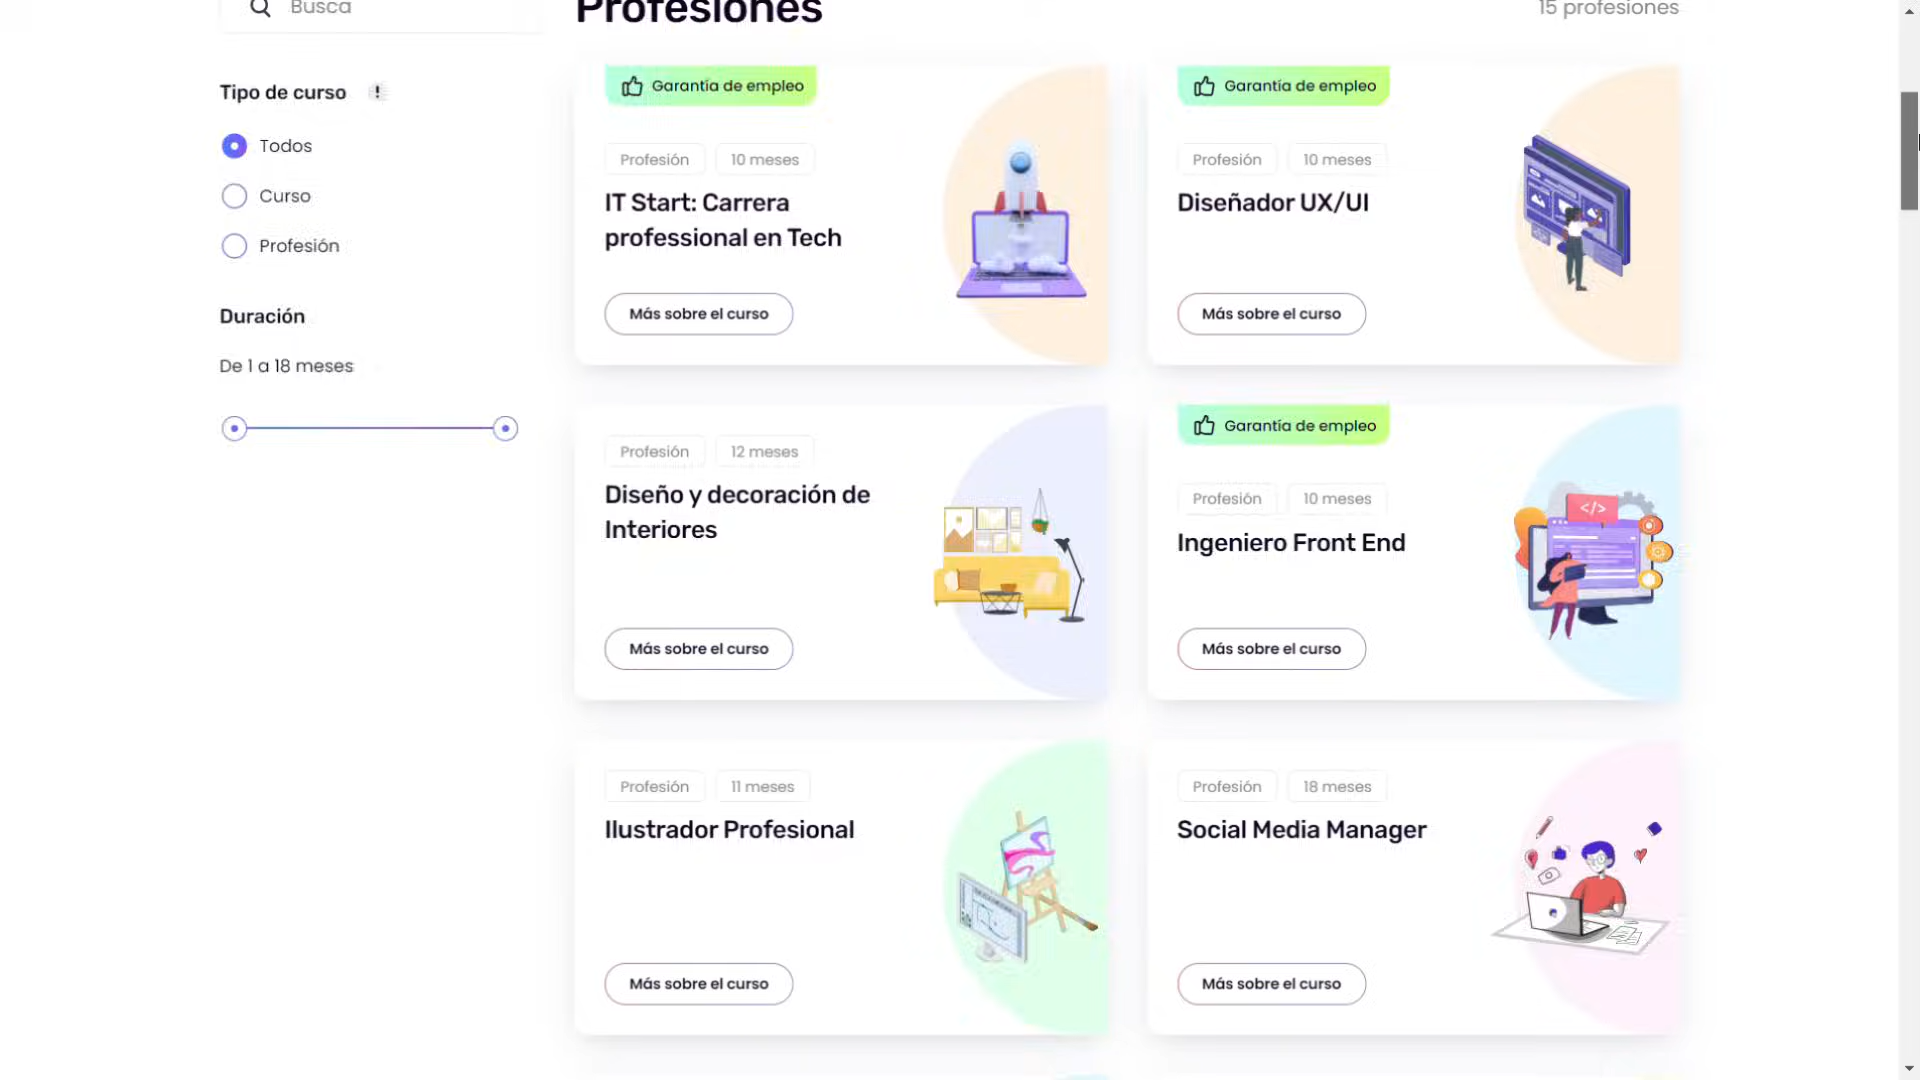 Busca
Profesiones
15 profesiones
Tipo de curso !
Todos
Curso
Profesión
Duración
De 1 a 18 meses
Garantía de empleo
Profesión 10 meses
IT Start: Carrera
professional en Tech
Más sobre el curso
Garantía de empleo
Profesión 10 meses
Diseñador UX/UI
Más sobre el curso
Profesión 12 meses
Diseño y decoración de
Interiores
Más sobre el curso
Garantía de empleo
Profesión 10 meses
Ingeniero Front End
</>
Más sobre el curso
Profesión 11 meses
Ilustrador Profesional
Más sobre el curso
Profesión 18 meses
Social Media Manager
Más sobre el curso